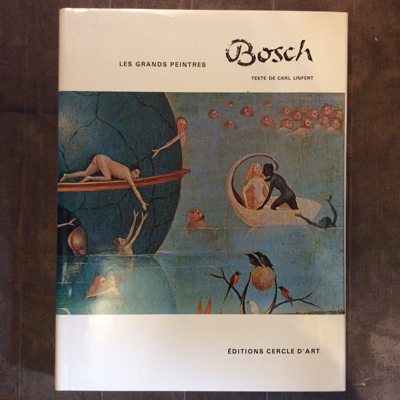 LES GRANDS PEINTRES
Bosch
TEXTE DE CARL LINFERT
ÉDITIONS CERCLE D'ART